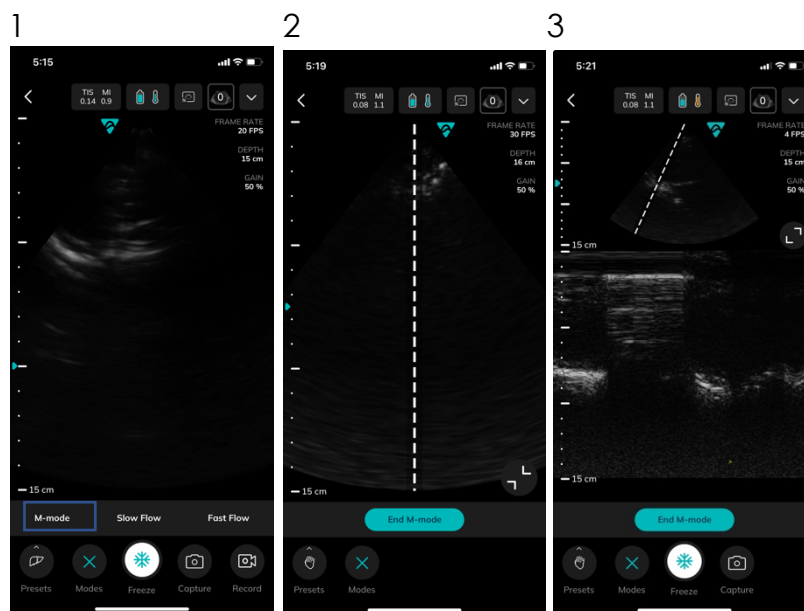 1
5:15
TIS MI
0.14 0.9
0
FRAME RATE
20 FPS
DEPTH
15 cm
GAIN
50 %
15 cm
M-mode Slow Flow Fast Flow
Presets Modes Freeze Capture Record
2
5:19
TIS MI
0.08 1.1
0
FRAME RATE
30 FPS
DEPTH
16 cm
GAIN
50 %
15 cm
End M-mode
Presets Modes
3
5:21
TIS MI
0.08 1.1
0
FRAME RATE
4 FPS
DEPTH
15 cm
GAIN
50 %
15 cm
15 cm
End M-mode
Presets Modes Freeze Capture